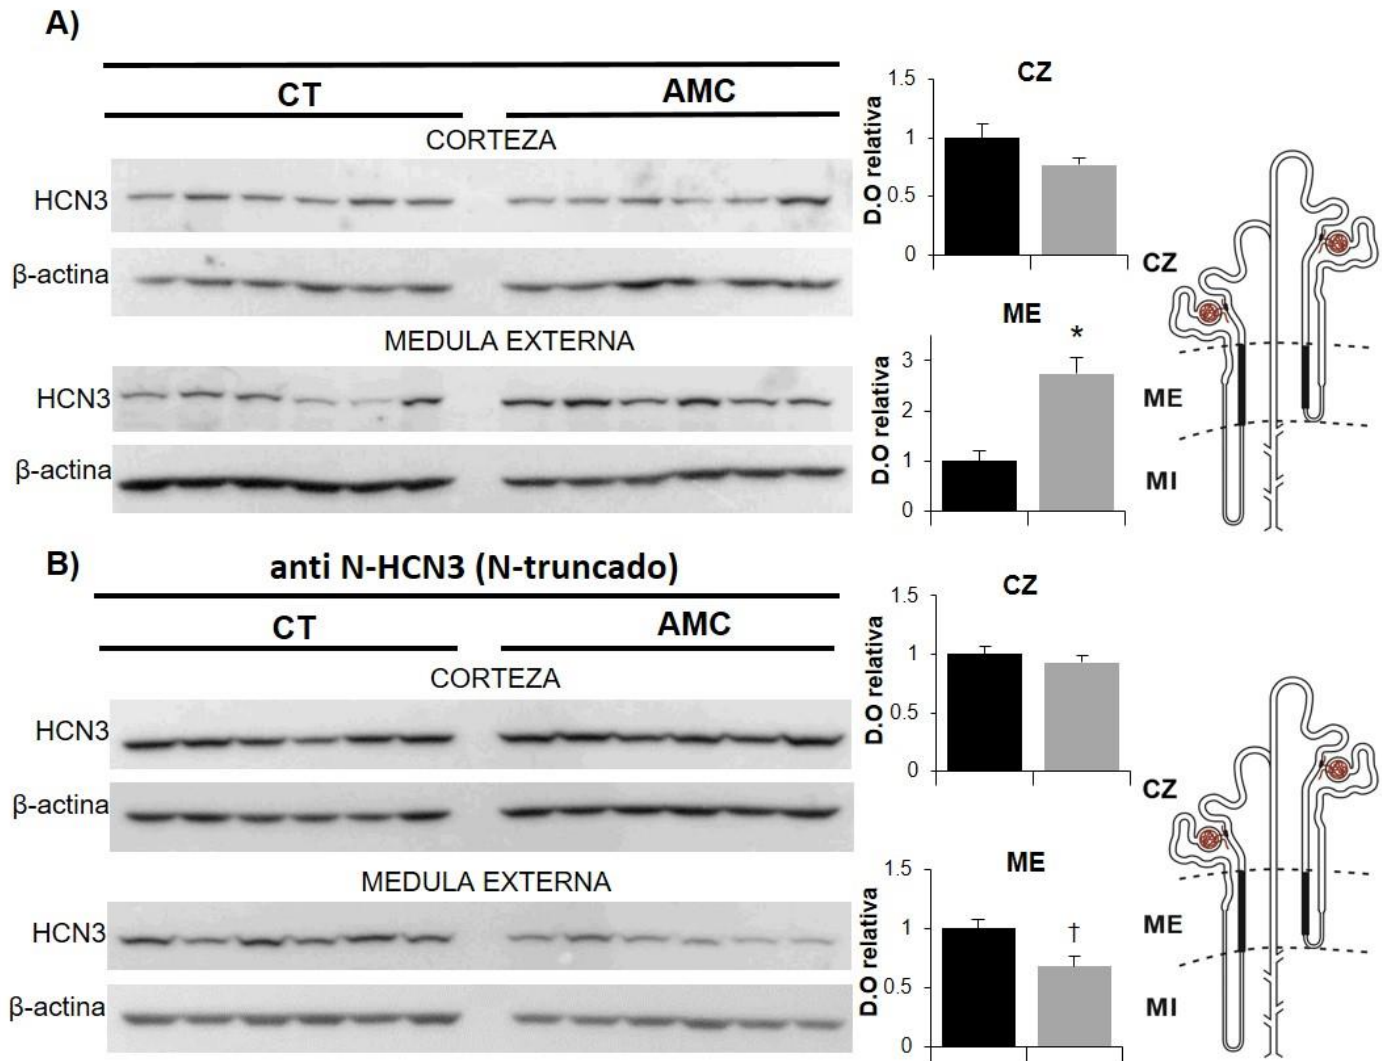 A)
CT
AMC
CORTEZA
HCN3
β-actina
MEDULA EXTERNA
HCN3
β-actina
CZ
D.O relativa
1.5
1
0.5
0
ME
*
D.O relativa
3
2
1
0
CZ
ME
MI
B)
anti N-HCN3 (N-truncado)
CT
AMC
CORTEZA
HCN3
β-actina
MEDULA EXTERNA
HCN3
β-actina
CZ
D.O relativa
1.5
1
0.5
0
ME
†
D.O relativa
1.5
1
0.5
0
CZ
ME
MI